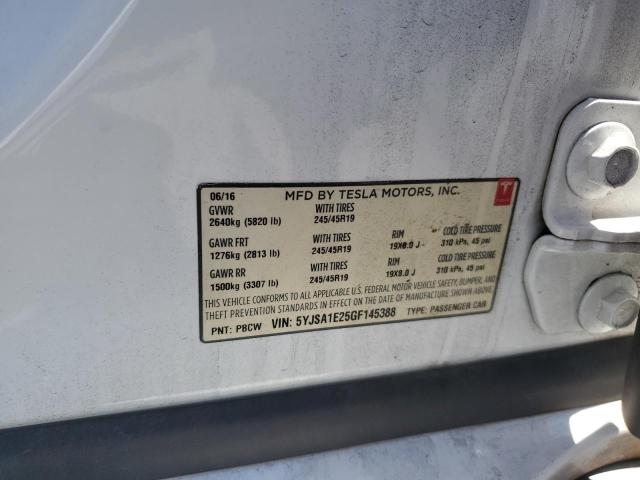 06/16 MFD BY TESLA MOTORS, INC.
GVWR WITH TIRES
2640kg (5820 lb) 245/45R19
GAWR FRT WITH TIRES RIM COLD TIRE PRESSURE
1276kg (2813 lb) 245/45R19 19X8.0 J 310 kPa, 45 psi
GAWR RR WITH TIRES RIM COLD TIRE PRESSURE
1500kg (3307 lb) 245/45R19 19X8.0 J 310 kPa, 45 psi
THIS VEHICLE CONFORMS TO ALL APPLICABLE U.S. FEDERAL MOTOR VEHICLE SAFETY, BUMPER, AND
THEFT PREVENTION STANDARDS IN EFFECT ON THE DATE OF MANUFACTURE SHOWN ABOVE.
PNT: PBCW VIN: 5YJSA1E25GF145388 TYPE: PASSENGER CAR